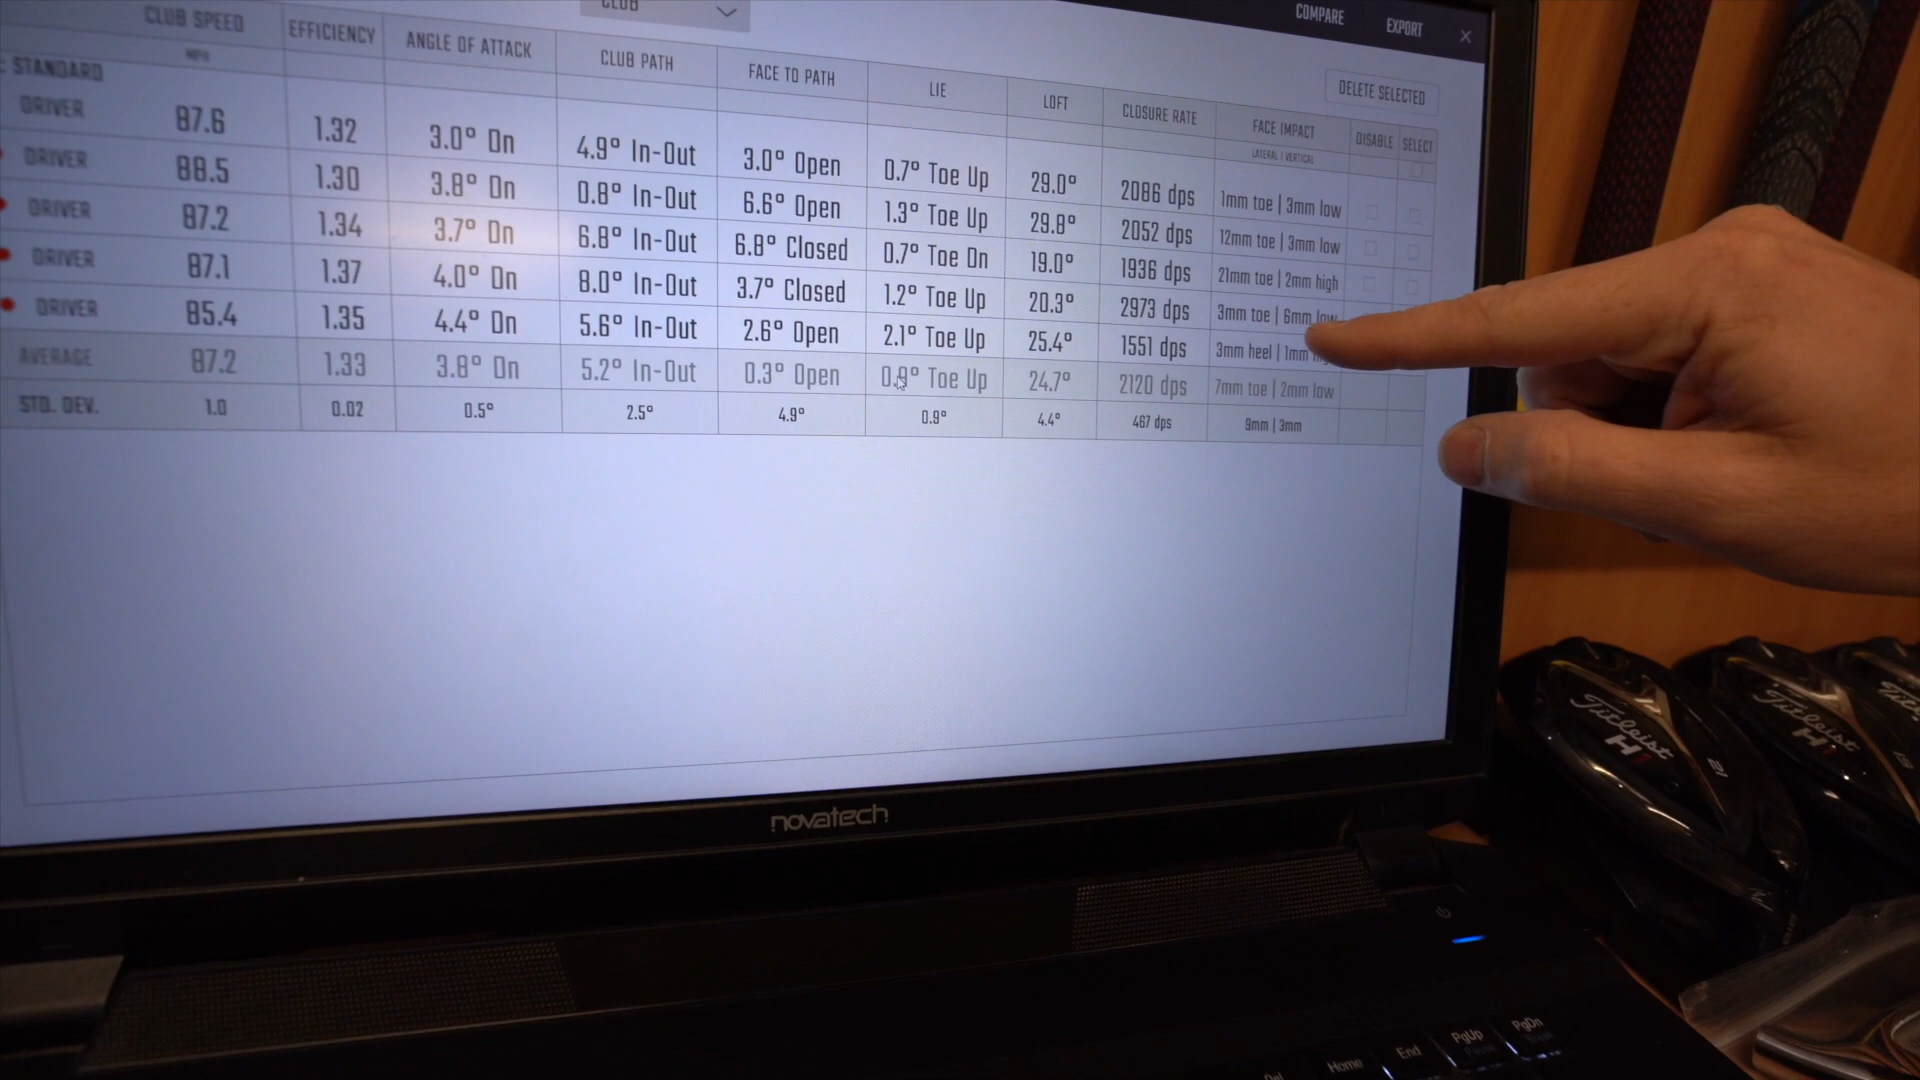 CLUB
COMPARE EXPORT
DELETE SELECTED
CLUB SPEED EFFICIENCY ANGLE OF ATTACK CLUB PATH FACE TO PATH LIE LOFT CLOSURE RATE FACE IMPACT DISABLE SELECT
MPH LATERAL | VERTICAL
: STANDARD
DRIVER 87.6 1.32 3.0° On 4.9° In-Out 3.0° Open 0.7° Toe Up 29.0° 2086 dps 1mm toe | 3mm low
DRIVER 88.5 1.30 3.8° On 0.8° In-Out 6.6° Open 1.3° Toe Up 29.8° 2052 dps 12mm toe | 3mm low
DRIVER 87.2 1.34 3.7° On 6.8° In-Out 6.8° Closed 0.7° Toe Dn 19.0° 1936 dps 21mm toe | 2mm high
DRIVER 87.1 1.37 4.0° On 8.0° In-Out 3.7° Closed 1.2° Toe Up 20.3° 2973 dps 3mm toe | 6mm low
DRIVER 85.4 1.35 4.4° On 5.6° In-Out 2.6° Open 2.1° Toe Up 25.4° 1551 dps 3mm heel | 1mm
AVERAGE 87.2 1.33 3.8° On 5.2° In-Out 0.3° Open Toe Up 24.7° 2120 dps 7mm toe | 2mm low
STD. DEV. 1.0 0.02 0.5° 2.5° 4.9° 0.9° 4.4° 467 dps 9mm | 3mm
novatech
Titleist
H1
21
Titleist
H1
Home End PgUp PgDn